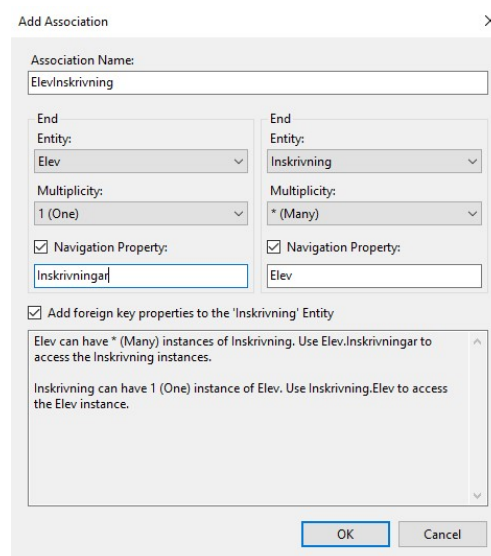 Add Association
Association Name:
ElevInskrivning
End
Entity:
Elev
Multiplicity:
1 (One)
Navigation Property:
Inskrivningar
End
Entity:
Inskrivning
Multiplicity:
* (Many)
Navigation Property:
Elev
Add foreign key properties to the 'Inskrivning' Entity
Elev can have * (Many) instances of Inskrivning. Use Elev.Inskrivningar to
access the Inskrivning instances.
Inskrivning can have 1 (One) instance of Elev. Use Inskrivning.Elev to access
the Elev instance.
OK
Cancel